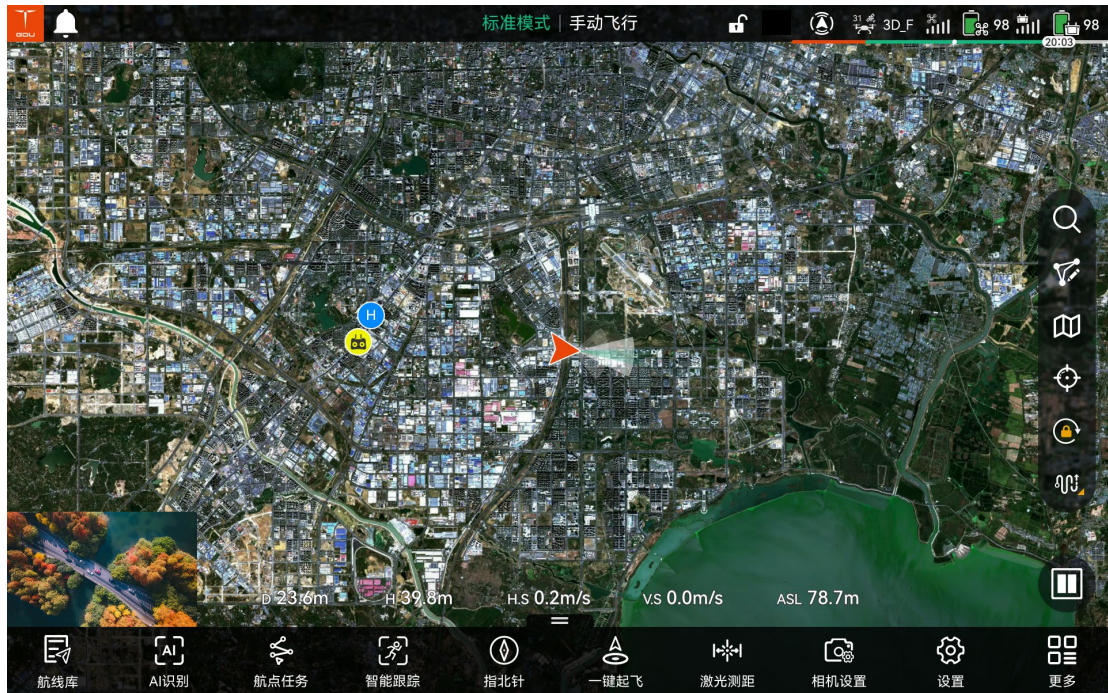 GDU
标准模式 | 手动飞行
31 3D_F 98 98
20:03
H
D 23.6m H 39.8m H.S 0.2m/s V.S 0.0m/s ASL 78.7m
AI
航线库 AI识别 航点任务 智能跟踪 指北针 一键起飞 激光测距 相机设置 设置 更多